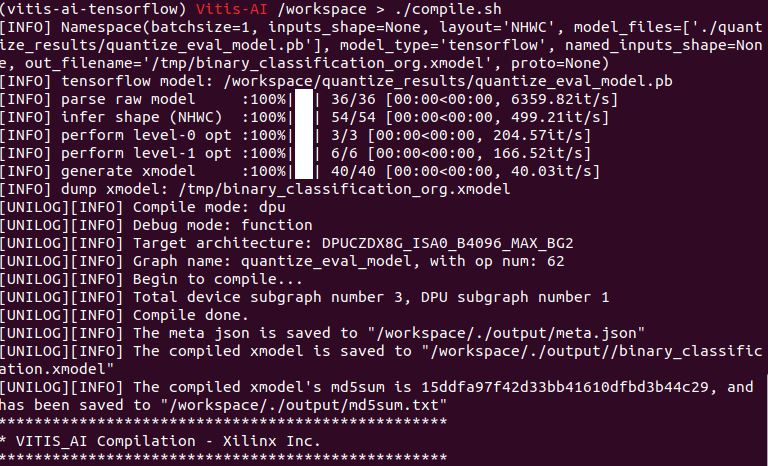 (vitis-ai-tensorflow) Vitis-AI /workspace > ./compile.sh
[INFO] Namespace(batchsize=1, inputs_shape=None, layout='NHWC', model_files=['./quant
ize_results/quantize_eval_model.pb'], model_type='tensorflow', named_inputs_shape=Non
e, out_filename='/tmp/binary_classification_org.xmodel', proto=None)
[INFO] tensorflow model: /workspace/quantize_results/quantize_eval_model.pb
[INFO] parse raw model     :100%|██| 36/36 [00:00<00:00, 6359.82it/s]
[INFO] infer shape (NHWC)  :100%|██| 54/54 [00:00<00:00, 499.21it/s]
[INFO] perform level-0 opt :100%|██| 3/3 [00:00<00:00, 204.57it/s]
[INFO] perform level-1 opt :100%|██| 6/6 [00:00<00:00, 166.52it/s]
[INFO] generate xmodel     :100%|██| 40/40 [00:00<00:00, 40.03it/s]
[INFO] dump xmodel: /tmp/binary_classification_org.xmodel
[UNILOG][INFO] Compile mode: dpu
[UNILOG][INFO] Debug mode: function
[UNILOG][INFO] Target architecture: DPUCZDX8G_ISA0_B4096_MAX_BG2
[UNILOG][INFO] Graph name: quantize_eval_model, with op num: 62
[UNILOG][INFO] Begin to compile...
[UNILOG][INFO] Total device subgraph number 3, DPU subgraph number 1
[UNILOG][INFO] Compile done.
[UNILOG][INFO] The meta json is saved to "/workspace/./output/meta.json"
[UNILOG][INFO] The compiled xmodel is saved to "/workspace/./output//binary_classific
ation.xmodel"
[UNILOG][INFO] The compiled xmodel's md5sum is 15ddfa97f42d33bb41610dfbd3b44c29, and
has been saved to "/workspace/./output/md5sum.txt"
**************************************************
* VITIS_AI Compilation - Xilinx Inc.
**************************************************